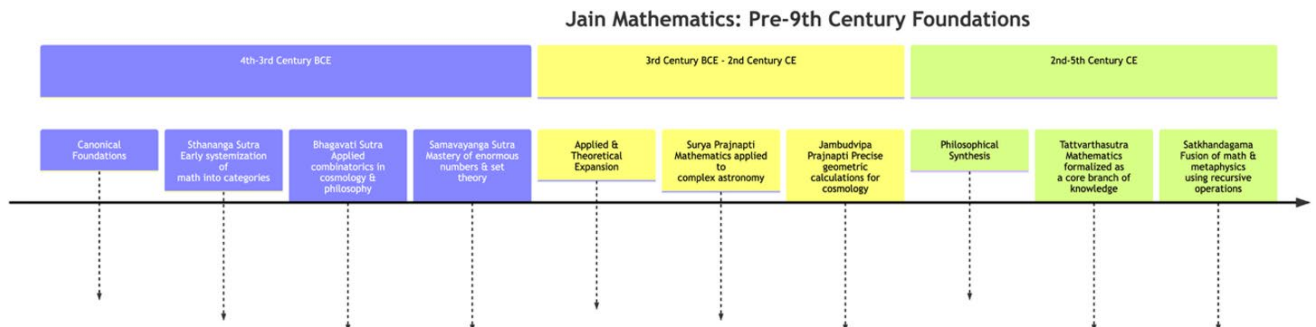 Jain Mathematics: Pre-9th Century Foundations
4th-3rd Century BCE
3rd Century BCE - 2nd Century CE
2nd-5th Century CE
Canonical
Foundations
Sthananga Sutra
Early systemization
of
math into categories
Bhagavati Sutra
Applied
combinatorics in
cosmology &
philosophy
Samavayanga Sutra
Mastery of enormous
numbers & set
theory
Applied &
Theoretical
Expansion
Surya Prajnapti
Mathematics applied
to
complex astronomy
Jambudvipa
Prajnapti Precise
geometric
calculations for
cosmology
Philosophical
Synthesis
Tattvarthasutra
Mathematics
formalized as
a core branch of
knowledge
Satkhandagama
Fusion of math &
metaphysics
using recursive
operations